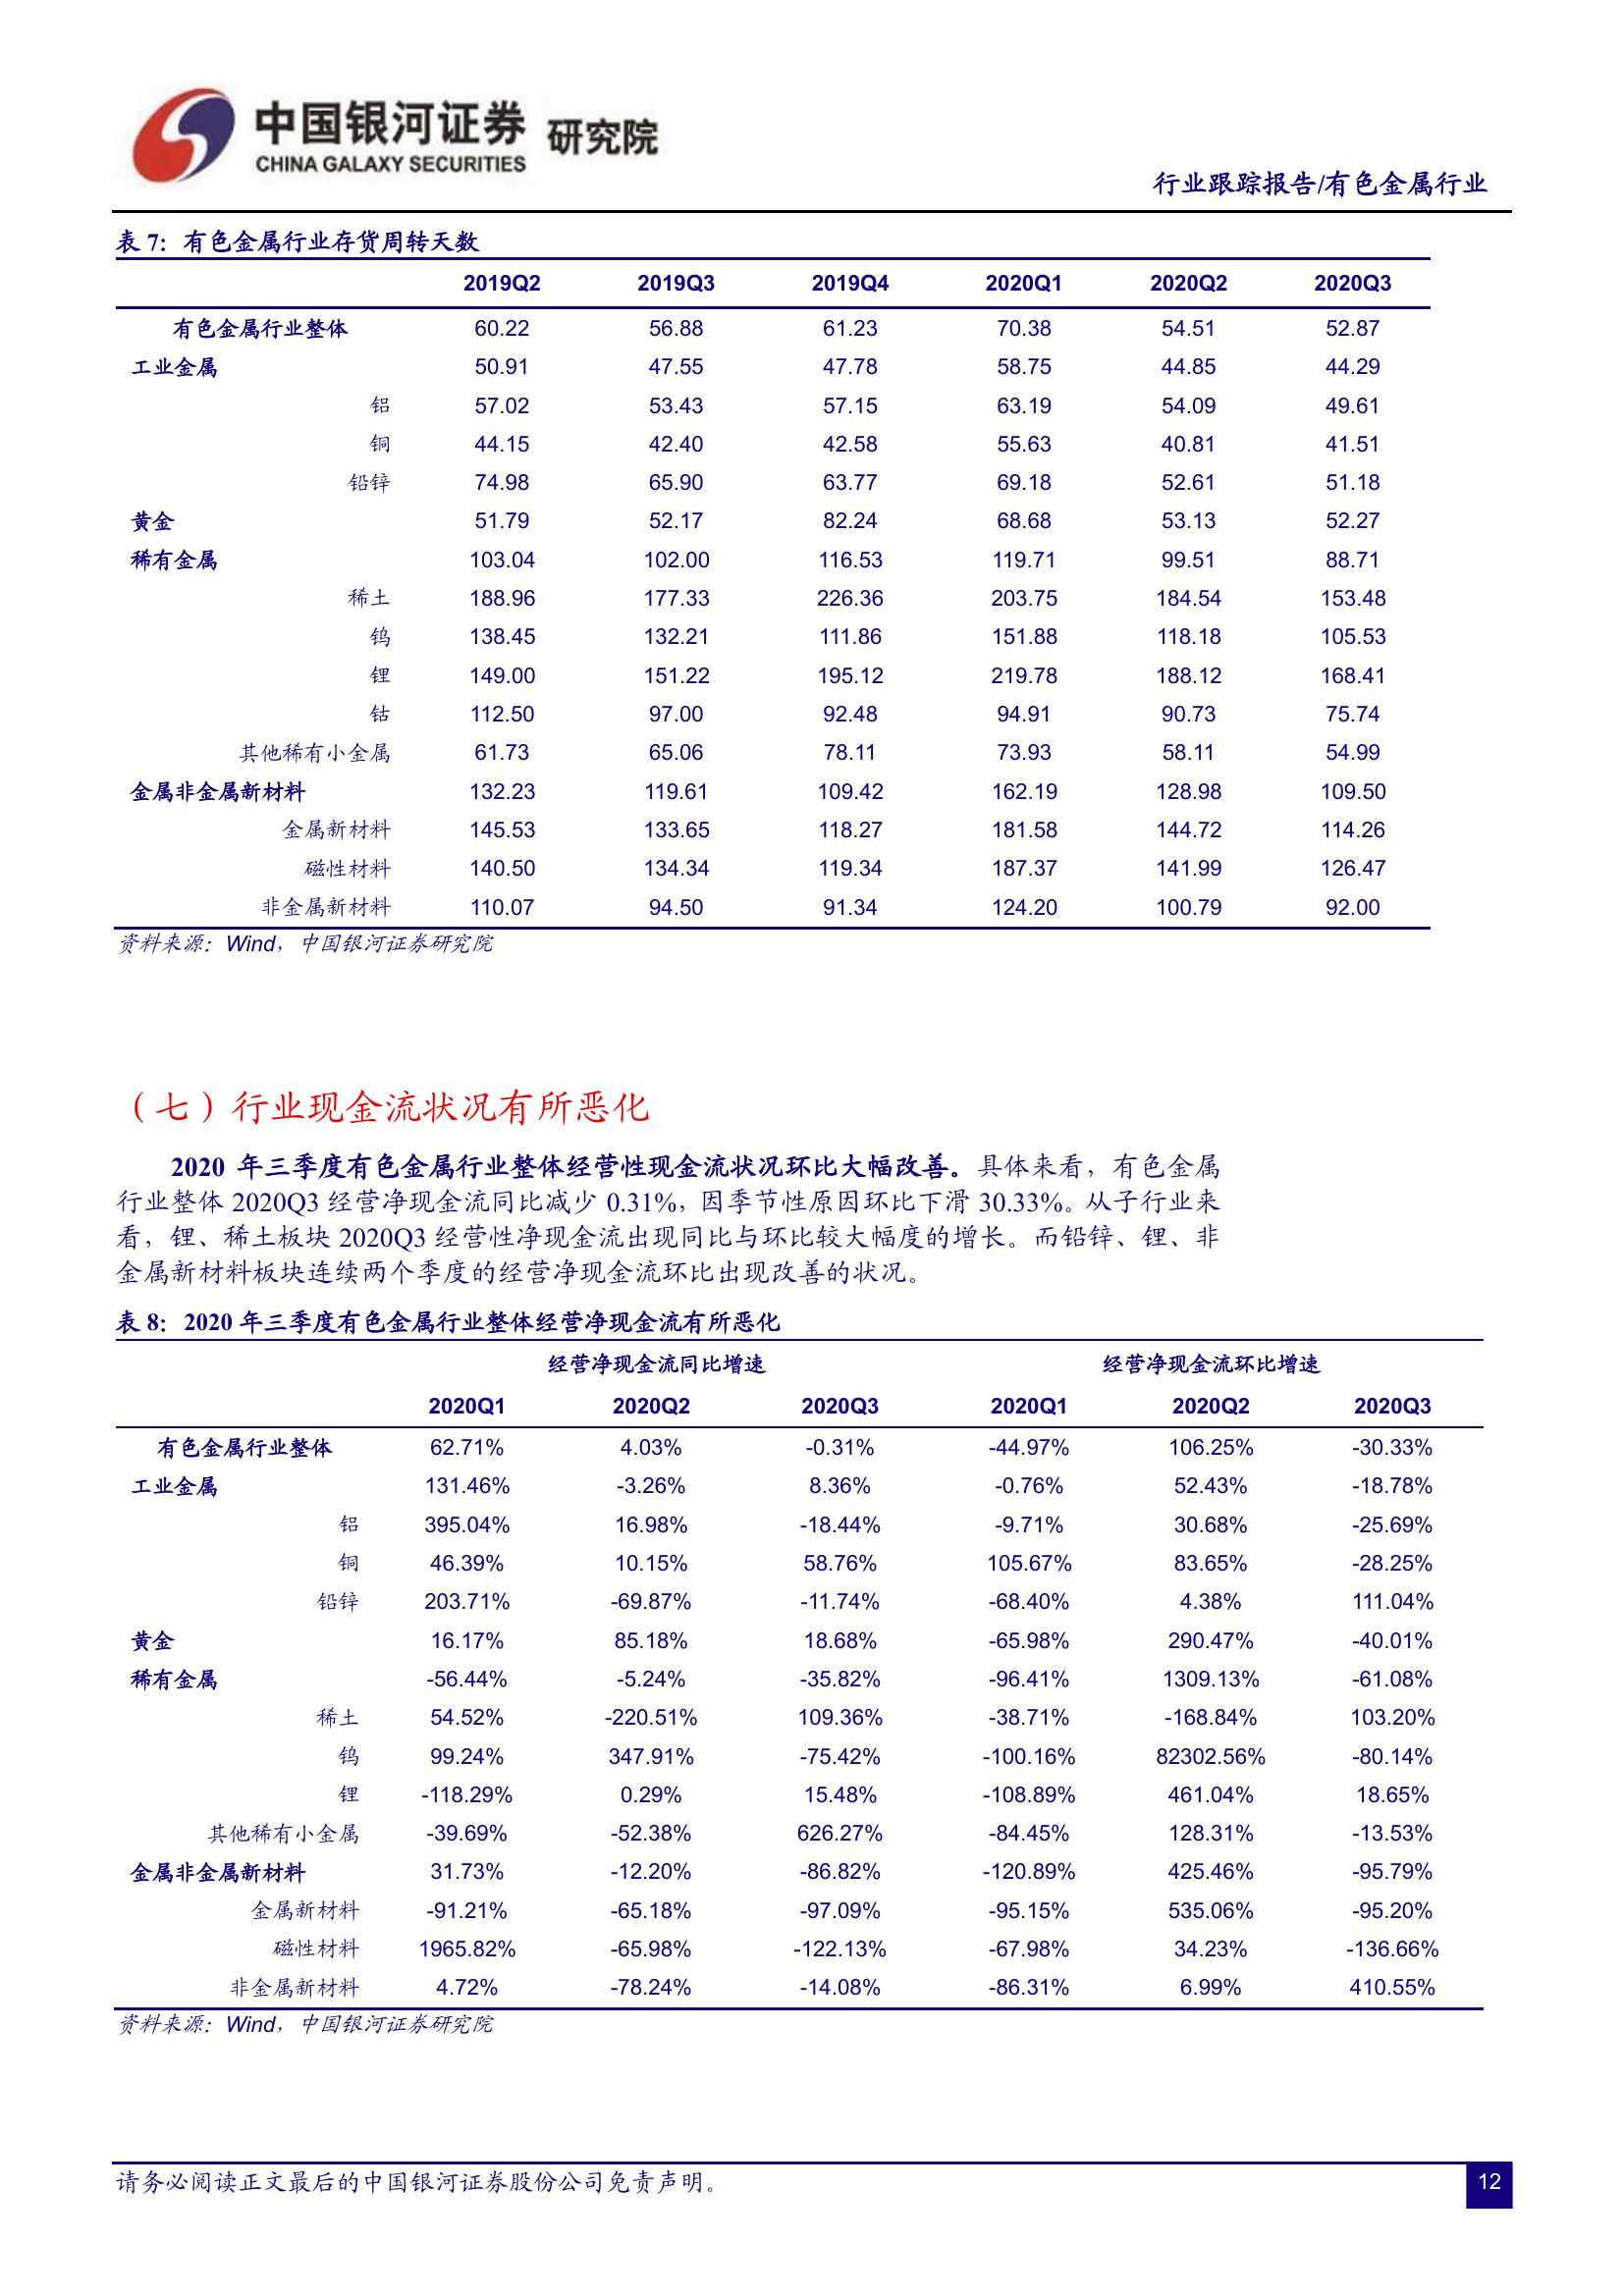 中国银河证券 研究院
CHINA GALAXY SECURITIES
行业跟踪报告/有色金属行业
表 7：有色金属行业存货周转天数
2019Q2 2019Q3 2019Q4 2020Q1 2020Q2 2020Q3
有色金属行业整体 60.22 56.88 61.23 70.38 54.51 52.87
工业金属 50.91 47.55 47.78 58.75 44.85 44.29
铝 57.02 53.43 57.15 63.19 54.09 49.61
铜 44.15 42.40 42.58 55.63 40.81 41.51
铅锌 74.98 65.90 63.77 69.18 52.61 51.18
黄金 51.79 52.17 82.24 68.68 53.13 52.27
稀有金属 103.04 102.00 116.53 119.71 99.51 88.71
稀土 188.96 177.33 226.36 203.75 184.54 153.48
钨 138.45 132.21 111.86 151.88 118.18 105.53
锂 149.00 151.22 195.12 219.78 188.12 168.41
钴 112.50 97.00 92.48 94.91 90.73 75.74
其他稀有小金属 61.73 65.06 78.11 73.93 58.11 54.99
金属非金属新材料 132.23 119.61 109.42 162.19 128.98 109.50
金属新材料 145.53 133.65 118.27 181.58 144.72 114.26
磁性材料 140.50 134.34 119.34 187.37 141.99 126.47
非金属新材料 110.07 94.50 91.34 124.20 100.79 92.00
资料来源：Wind，中国银河证券研究院
（七）行业现金流状况有所恶化
2020 年三季度有色金属行业整体经营性现金流状况环比大幅改善。具体来看，有色金属
行业整体 2020Q3 经营净现金流同比减少 0.31%，因季节性原因环比下滑 30.33%。从子行业来
看，锂、稀土板块 2020Q3 经营性净现金流出现同比与环比较大幅度的增长。而铅锌、锂、非
金属新材料板块连续两个季度的经营净现金流环比出现改善的状况。
表 8：2020 年三季度有色金属行业整体经营净现金流有所恶化
经营净现金流同比增速 经营净现金流环比增速
2020Q1 2020Q2 2020Q3 2020Q1 2020Q2 2020Q3
有色金属行业整体 62.71% 4.03% -0.31% -44.97% 106.25% -30.33%
工业金属 131.46% -3.26% 8.36% -0.76% 52.43% -18.78%
铝 395.04% 16.98% -18.44% -9.71% 30.68% -25.69%
铜 46.39% 10.15% 58.76% 105.67% 83.65% -28.25%
铅锌 203.71% -69.87% -11.74% -68.40% 4.38% 111.04%
黄金 16.17% 85.18% 18.68% -65.98% 290.47% -40.01%
稀有金属 -56.44% -5.24% -35.82% -96.41% 1309.13% -61.08%
稀土 54.52% -220.51% 109.36% -38.71% -168.84% 103.20%
钨 99.24% 347.91% -75.42% -100.16% 82302.56% -80.14%
锂 -118.29% 0.29% 15.48% -108.89% 461.04% 18.65%
其他稀有小金属 -39.69% -52.38% 626.27% -84.45% 128.31% -13.53%
金属非金属新材料 31.73% -12.20% -86.82% -120.89% 425.46% -95.79%
金属新材料 -91.21% -65.18% -97.09% -95.15% 535.06% -95.20%
磁性材料 1965.82% -65.98% -122.13% -67.98% 34.23% -136.66%
非金属新材料 4.72% -78.24% -14.08% -86.31% 6.99% 410.55%
资料来源：Wind，中国银河证券研究院
请务必阅读正文最后的中国银河证券股份公司免责声明。 12